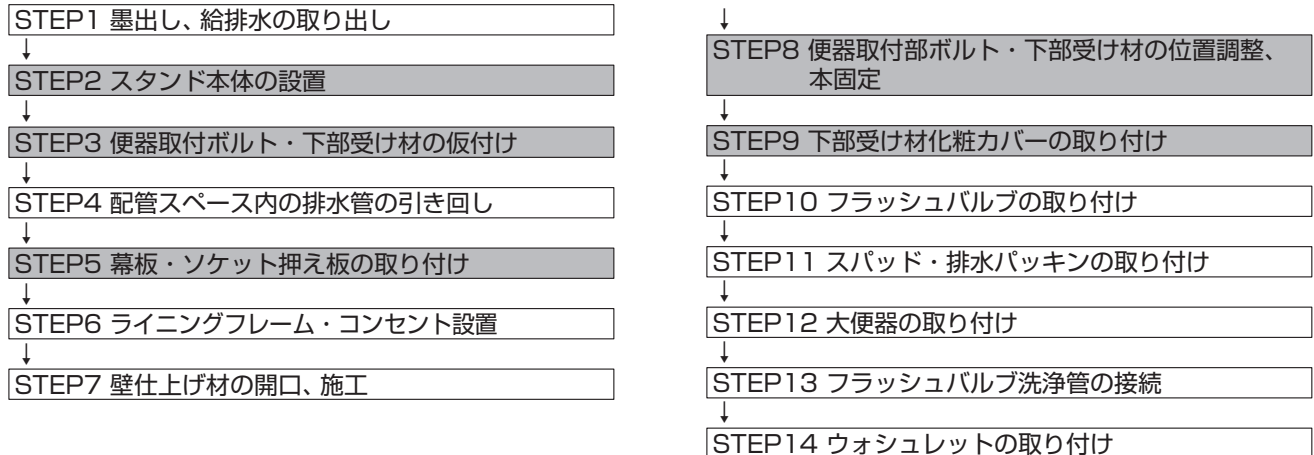 STEP1 墨出し、給排水の取り出し
↓
STEP2 スタンド本体の設置
↓
STEP3 便器取付ボルト・下部受け材の仮付け
↓
STEP4 配管スペース内の排水管の引き回し
↓
STEP5 幕板・ソケット押え板の取り付け
↓
STEP6 ライニングフレーム・コンセント設置
↓
STEP7 壁仕上げ材の開口、施工
↓
STEP8 便器取付部ボルト・下部受け材の位置調整、
本固定
↓
STEP9 下部受け材化粧カバーの取り付け
↓
STEP10 フラッシュバルブの取り付け
↓
STEP11 スパッド・排水パッキンの取り付け
↓
STEP12 大便器の取り付け
↓
STEP13 フラッシュバルブ洗浄管の接続
↓
STEP14 ウォシュレットの取り付け